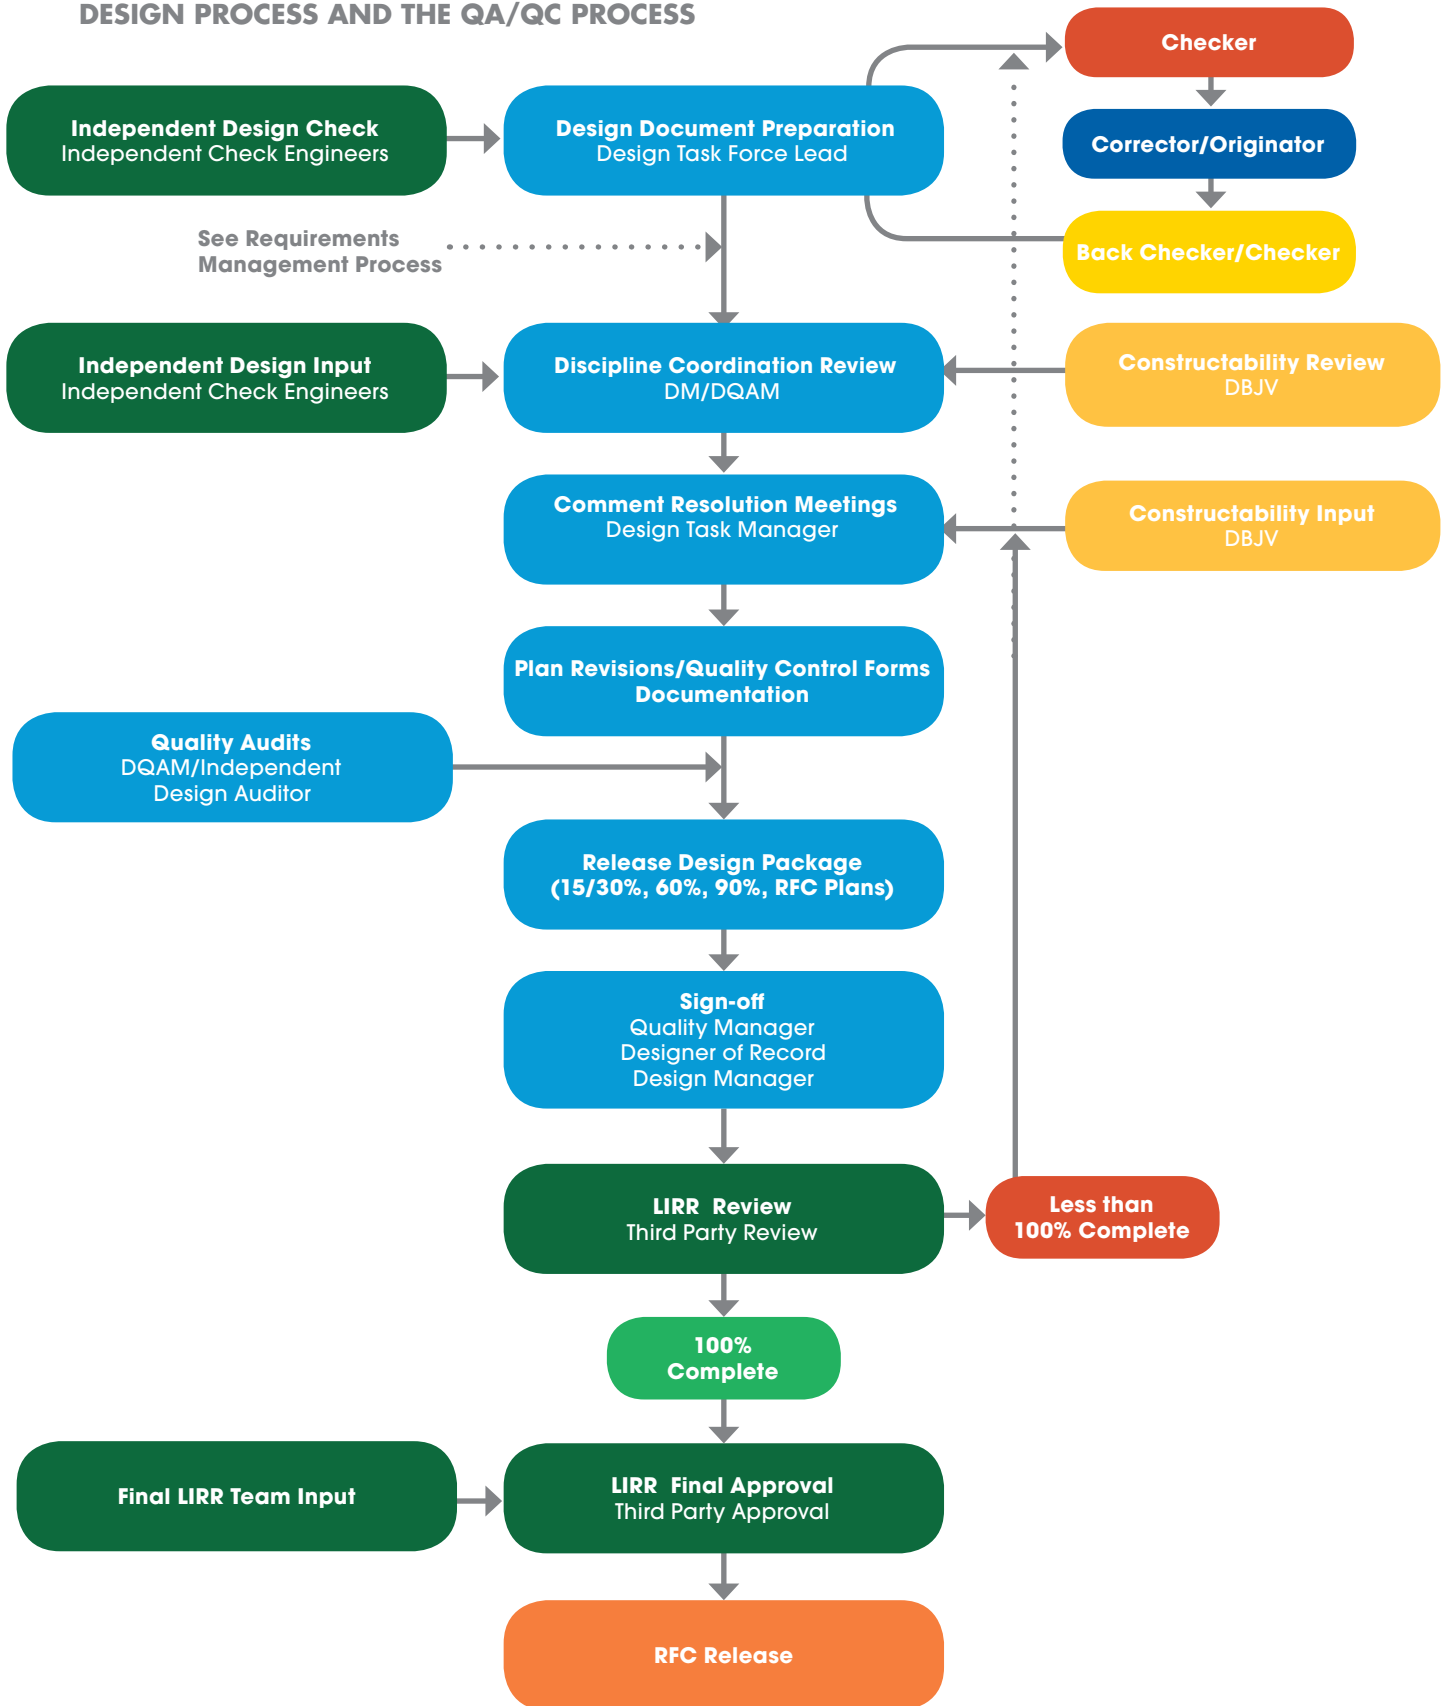 DESIGN PROCESS AND THE QA/QC PROCESS
Checker
Independent Design Check
Independent Check Engineers
Design Document Preparation
Design Task Force Lead
Corrector/Originator
See Requirements
Management Process
Back Checker/Checker
Independent Design Input
Independent Check Engineers
Discipline Coordination Review
DM/DQAM
Constructability Review
DBJV
Comment Resolution Meetings
Design Task Manager
Constructability Input
DBJV
Plan Revisions/Quality Control Forms
Documentation
Quality Audits
DQAM/Independent
Design Auditor
Release Design Package
(15/30%, 60%, 90%, RFC Plans)
Sign-off
Quality Manager
Designer of Record
Design Manager
LIRR Review
Third Party Review
Less than
100% Complete
100%
Complete
Final LIRR Team Input
LIRR Final Approval
Third Party Approval
RFC Release